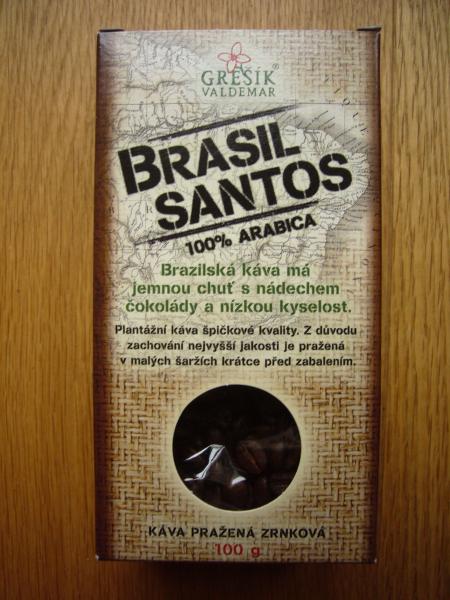 GREŠÍK®
VALDEMAR
BRASIL
SANTOS
100% ARABICA
Brazilská káva má
jemnou chuť s nádechem
čokolády a nízkou kyselost.
Plantážní káva špičkové kvality. Z důvodu
zachování nejvyšší jakosti je pražená
v malých šaržích krátce před zabalením.
KÁVA PRAŽENÁ ZRNKOVÁ
100 g